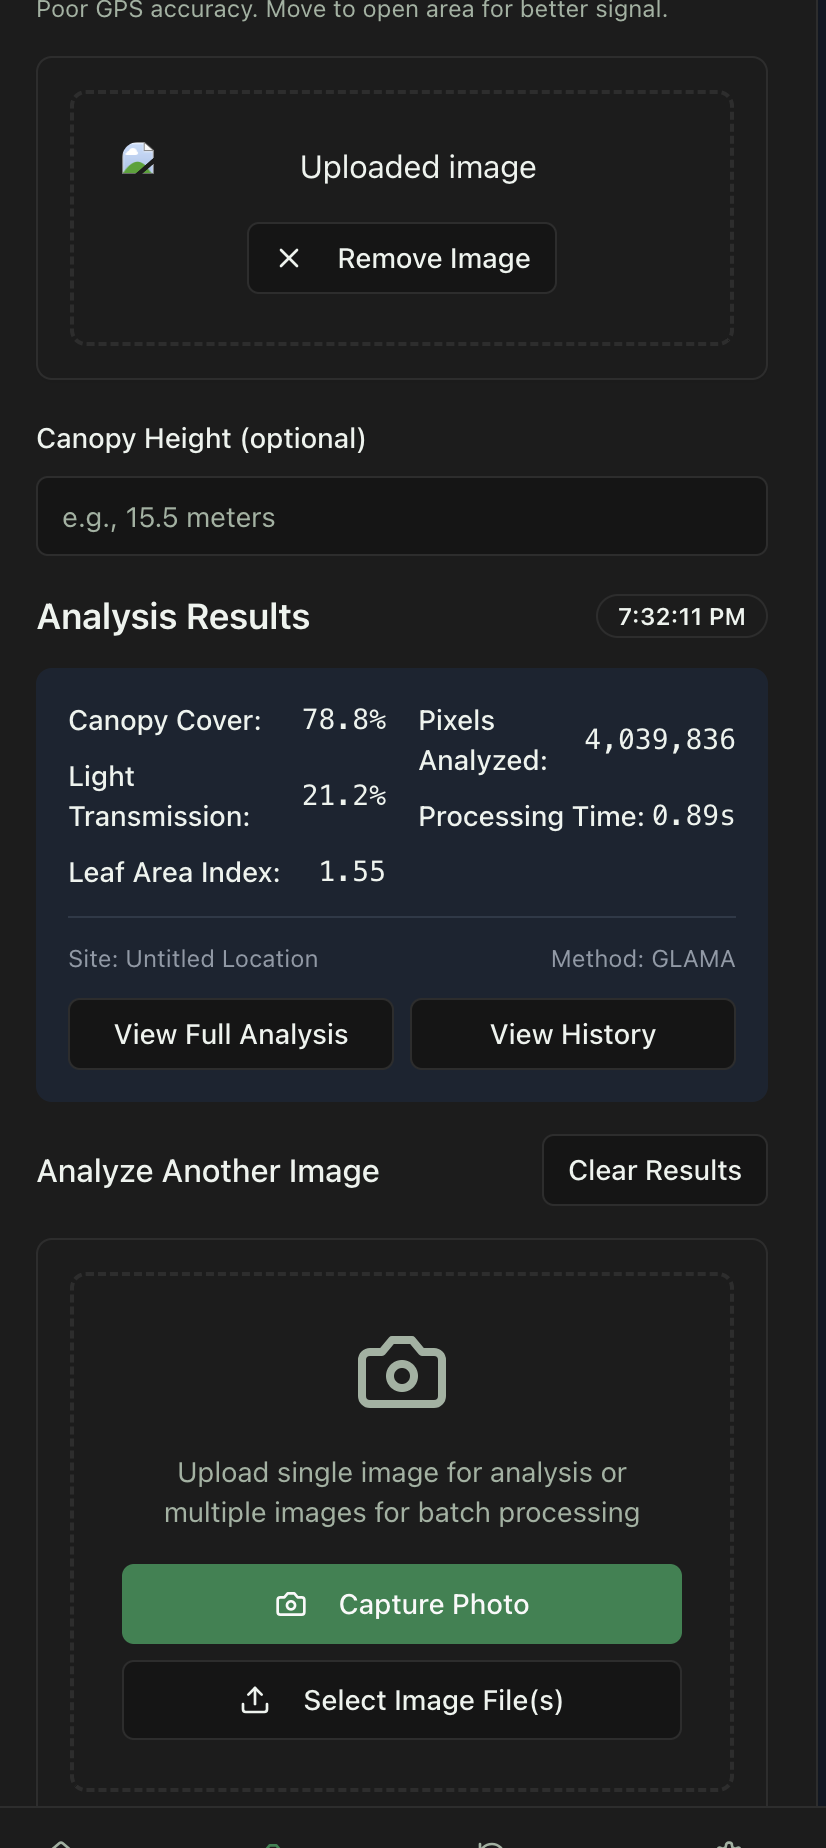 Poor GPS accuracy. Move to open area for better signal.
Uploaded image
Remove Image
Canopy Height (optional)
e.g., 15.5 meters
Analysis Results
7:32:11 PM
Canopy Cover: 78.8%
Light
Transmission: 21.2%
Leaf Area Index: 1.55
Pixels
Analyzed: 4,039,836
Processing Time: 0.89s
Site: Untitled Location
Method: GLAMA
View Full Analysis
View History
Analyze Another Image
Clear Results
Upload single image for analysis or
multiple images for batch processing
Capture Photo
Select Image File(s)